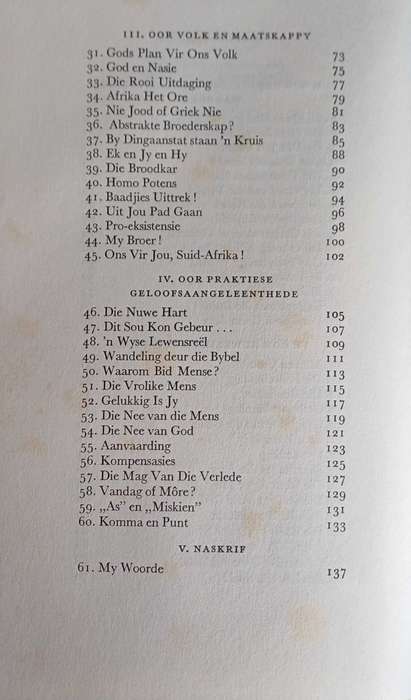 III. OOR VOLK EN MAATSKAPPY
31. Gods Plan Vir Ons Volk 73
32. God en Nasie 75
33. Die Rooi Uitdaging 77
34. Afrika Het Ore 79
35. Nie Jood of Griek Nie 81
36. Abstrakte Broederskap? 83
37. By Dingaanstat staan 'n Kruis 85
38. Ek en Jy en Hy 88
39. Die Broodkar 90
40. Homo Potens 92
41. Baadjies Uittrek! 94
42. Uit Jou Pad Gaan 96
43. Pro-eksistensie 98
44. My Broer! 100
45. Ons Vir Jou, Suid-Afrika! 102
IV. OOR PRAKTIESE
GELOOFSAANGELEENTHEDE
46. Die Nuwe Hart 105
47. Dit Sou Kon Gebeur . . . 107
48. 'n Wyse Lewensreël 109
49. Wandeling deur die Bybel 111
50. Waarom Bid Mense? 113
51. Die Vrolike Mens 115
52. Gelukkig Is Jy 117
53. Die Nee van die Mens 119
54. Die Nee van God 121
55. Aanvaarding 123
56. Kompensasies 125
57. Die Mag Van Die Verlede 127
58. Vandag of Môre? 129
59. „As” en „Miskien” 131
60. Komma en Punt 133
V. NASKRIF
61. My Woorde 137